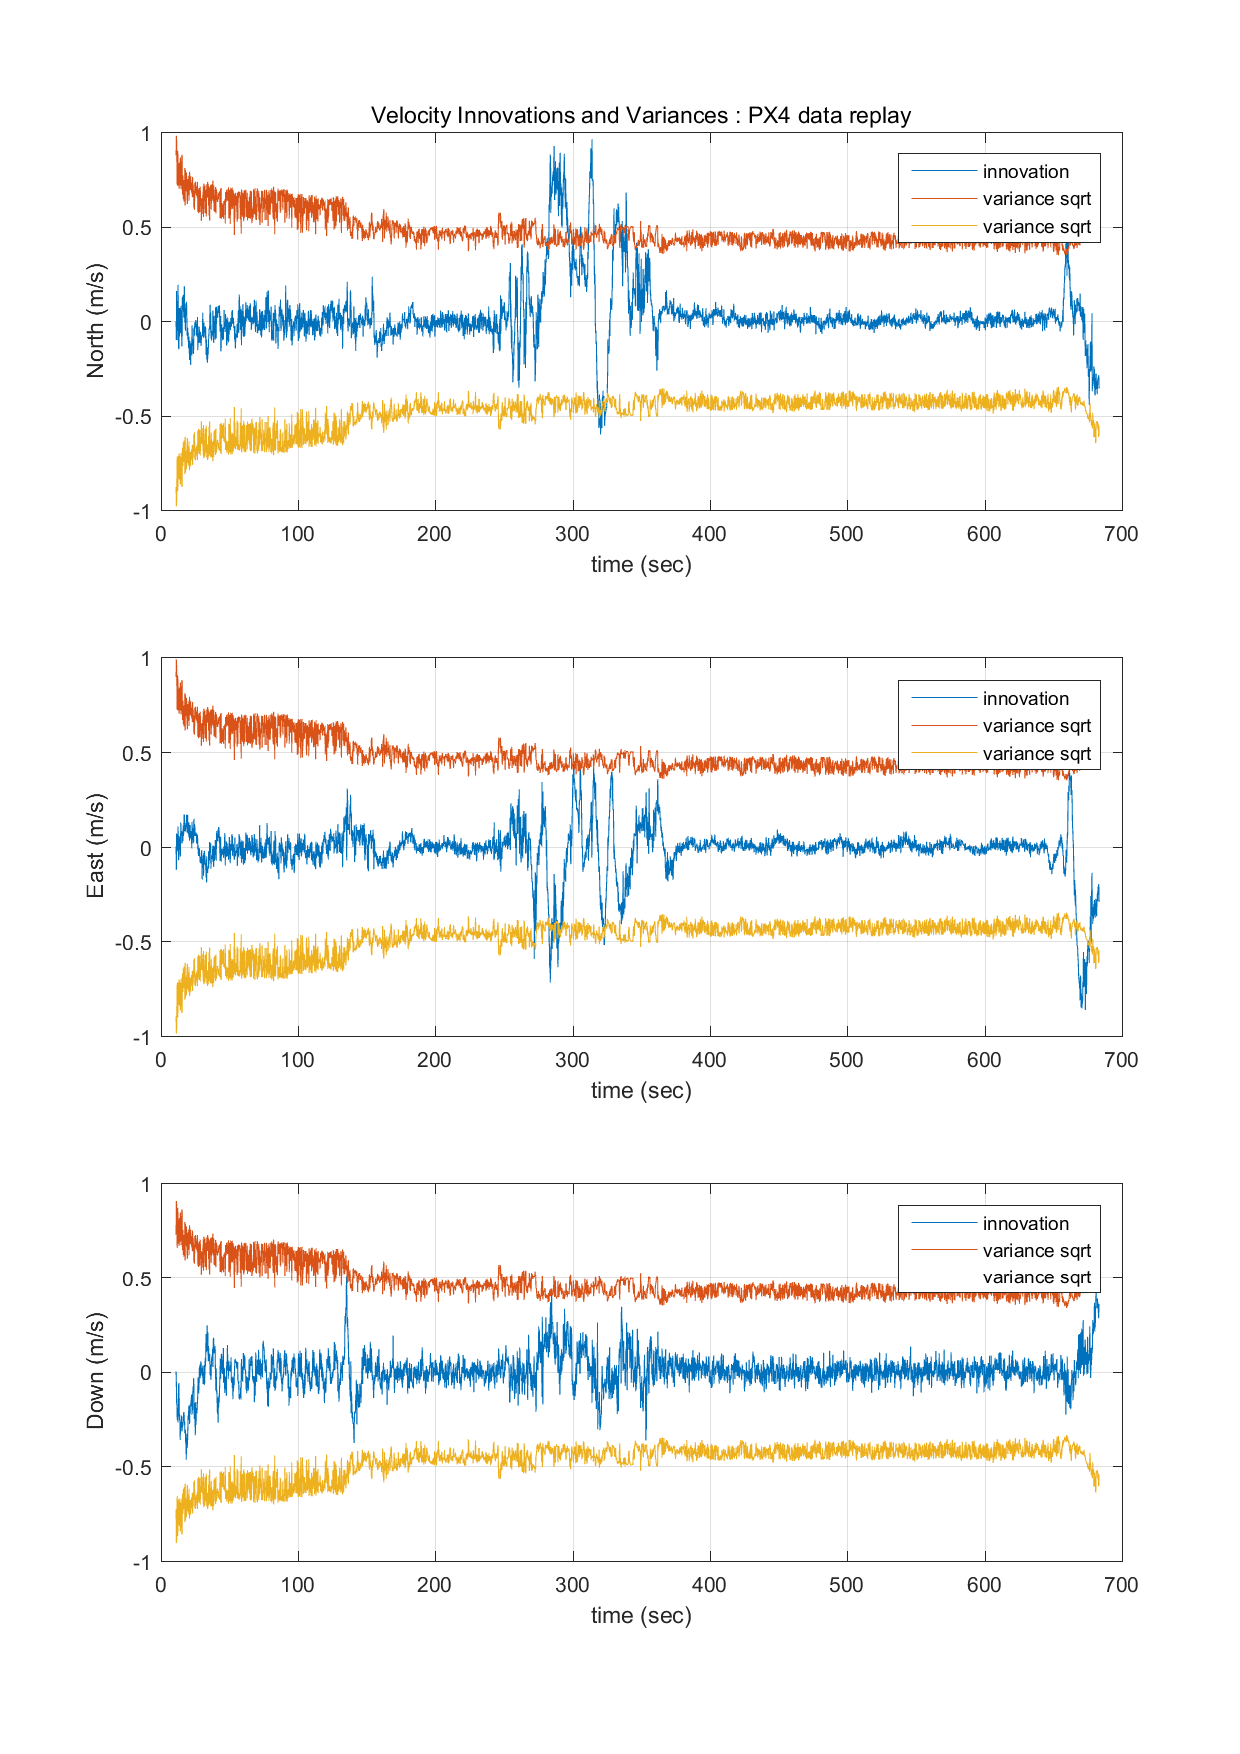 Velocity Innovations and Variances : PX4 data replay
1
0.5
0
-0.5
-1
North (m/s)
innovation
variance sqrt
variance sqrt
0 100 200 300 400 500 600 700
time (sec)
1
0.5
0
-0.5
-1
East (m/s)
innovation
variance sqrt
variance sqrt
0 100 200 300 400 500 600 700
time (sec)
1
0.5
0
-0.5
-1
Down (m/s)
innovation
variance sqrt
variance sqrt
0 100 200 300 400 500 600 700
time (sec)